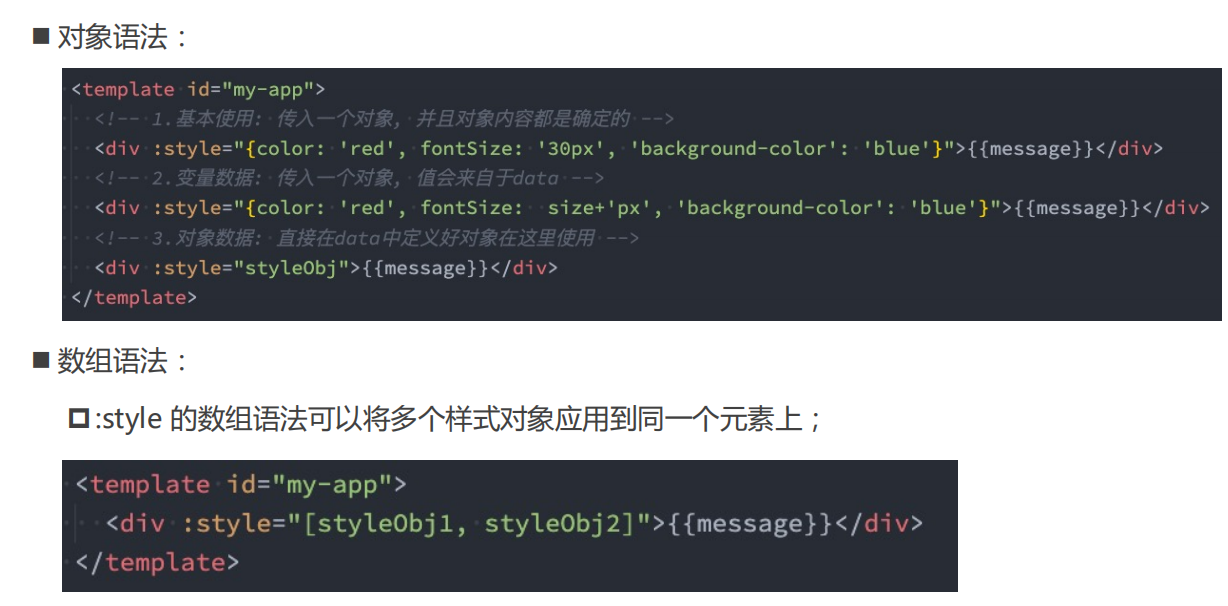 ■ 对象语法：
<template id="my-app">
<!-- 1.基本使用: 传入一个对象, 并且对象内容都是确定的 -->
<div :style="{color: 'red', fontSize: '30px', 'background-color': 'blue'}">{{message}}</div>
<!-- 2.变量数据: 传入一个对象, 值会来自于data -->
<div :style="{color: 'red', fontSize:  size+'px', 'background-color': 'blue'}">{{message}}</div>
<!-- 3.对象数据: 直接在data中定义好对象在这里使用 -->
<div :style="styleObj">{{message}}</div>
</template>
■ 数组语法：
:style 的数组语法可以将多个样式对象应用到同一个元素上；
<template id="my-app">
<div :style="[styleObj1, styleObj2]">{{message}}</div>
</template>